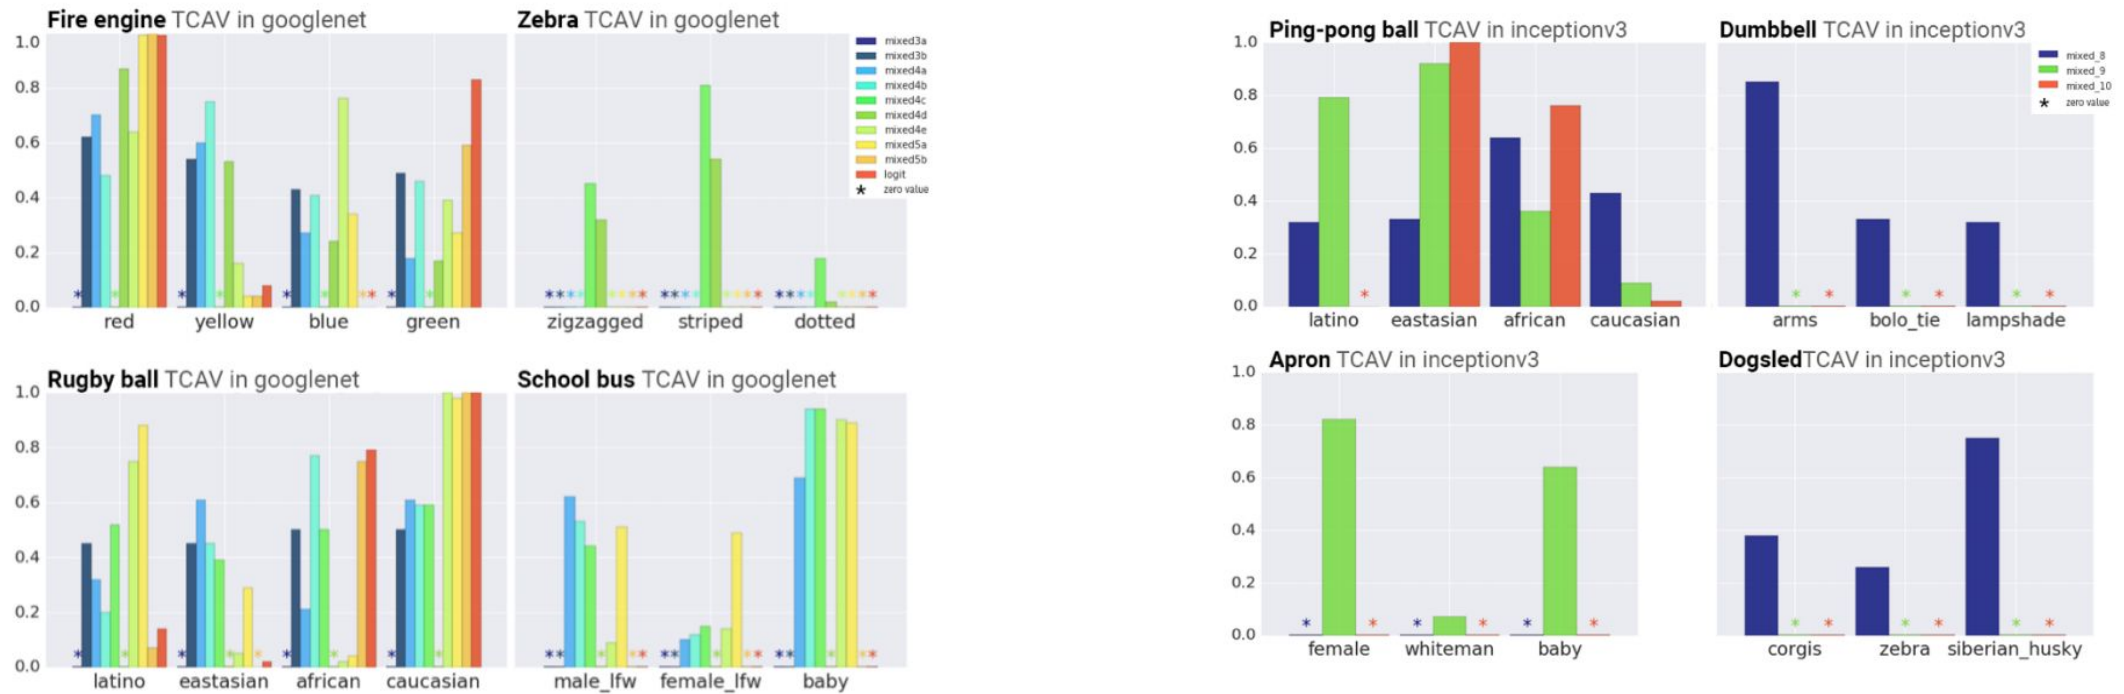 Fire engine TCAV in googlenet
1.0
0.8
0.6
0.4
0.2
0.0
* * * * * * * *
red yellow blue green
Zebra TCAV in googlenet
mixed3a
mixed3b
mixed4a
mixed4b
mixed4c
mixed4d
mixed4e
mixed5a
mixed5b
logit
* zero value
zigzagged striped dotted
Ping-pong ball TCAV in inceptionv3
1.0
0.8
0.6
0.4
0.2
0.0
latino eastasian african caucasian
Dumbbell TCAV in inceptionv3
mixed_8
mixed_9
mixed_10
* zero value
arms bolo_tie lampshade
Rugby ball TCAV in googlenet
1.0
0.8
0.6
0.4
0.2
0.0
latino eastasian african caucasian
School bus TCAV in googlenet
male_lfw female_lfw baby
Apron TCAV in inceptionv3
1.0
0.8
0.6
0.4
0.2
0.0
female whiteman baby
DogsledTCAV in inceptionv3
corgis zebra siberian_husky